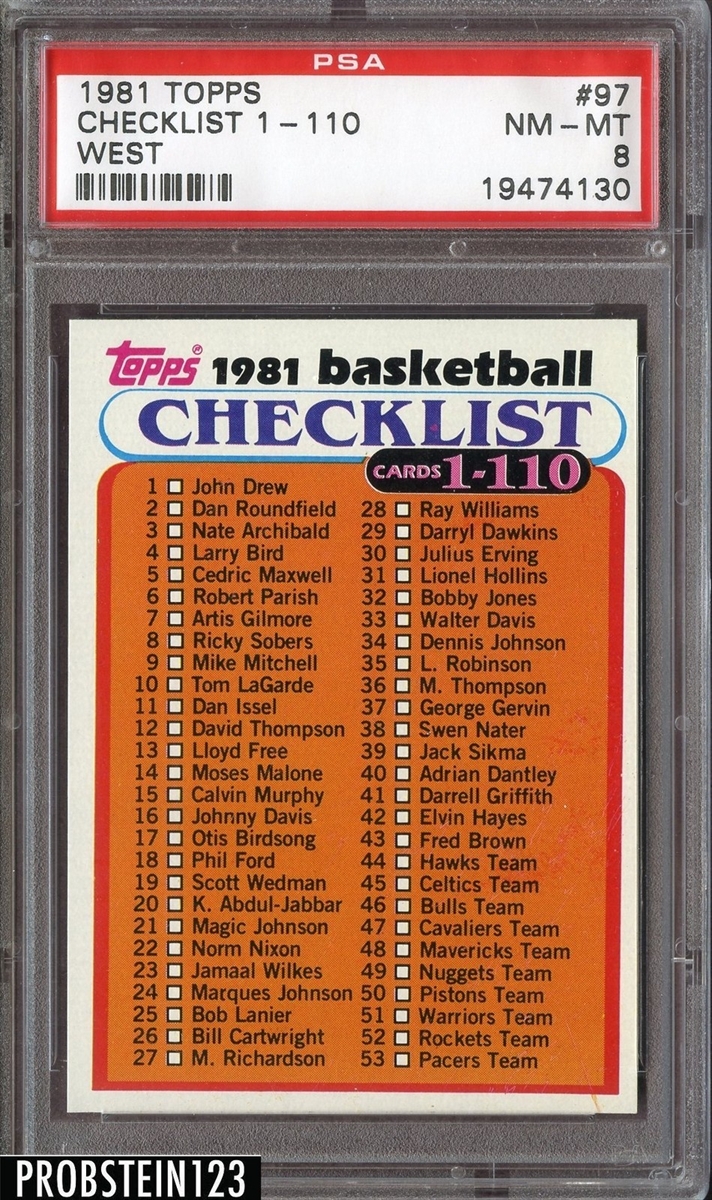 PSA
1981 TOPPS #97
CHECKLIST 1 - 110 NM - MT
WEST 8
19474130
TOPPS® 1981 basketball
CHECKLIST
CARDS 1-110
1 John Drew
2 Dan Roundfield
3 Nate Archibald
4 Larry Bird
5 Cedric Maxwell
6 Robert Parish
7 Artis Gilmore
8 Ricky Sobers
9 Mike Mitchell
10 Tom LaGarde
11 Dan Issel
12 David Thompson
13 Lloyd Free
14 Moses Malone
15 Calvin Murphy
16 Johnny Davis
17 Otis Birdsong
18 Phil Ford
19 Scott Wedman
20 K. Abdul-Jabbar
21 Magic Johnson
22 Norm Nixon
23 Jamaal Wilkes
24 Marques Johnson
25 Bob Lanier
26 Bill Cartwright
27 M. Richardson
28 Ray Williams
29 Darryl Dawkins
30 Julius Erving
31 Lionel Hollins
32 Bobby Jones
33 Walter Davis
34 Dennis Johnson
35 L. Robinson
36 M. Thompson
37 George Gervin
38 Swen Nater
39 Jack Sikma
40 Adrian Dantley
41 Darrell Griffith
42 Elvin Hayes
43 Fred Brown
44 Hawks Team
45 Celtics Team
46 Bulls Team
47 Cavaliers Team
48 Mavericks Team
49 Nuggets Team
50 Pistons Team
51 Warriors Team
52 Rockets Team
53 Pacers Team
PROBSTEIN123